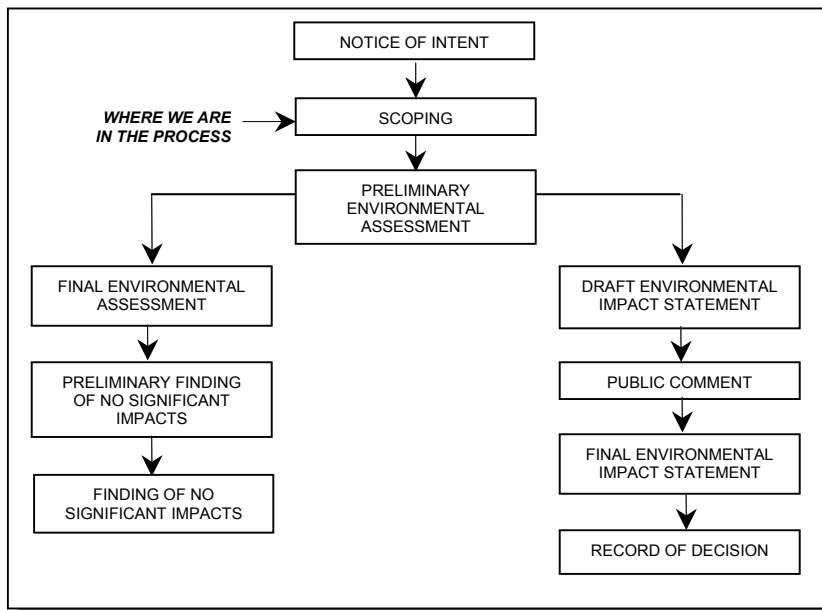 NOTICE OF INTENT
WHERE WE ARE
IN THE PROCESS
SCOPING
PRELIMINARY
ENVIRONMENTAL
ASSESSMENT
FINAL ENVIRONMENTAL
ASSESSMENT
PRELIMINARY FINDING
OF NO SIGNIFICANT
IMPACTS
FINDING OF NO
SIGNIFICANT IMPACTS
DRAFT ENVIRONMENTAL
IMPACT STATEMENT
PUBLIC COMMENT
FINAL ENVIRONMENTAL
IMPACT STATEMENT
RECORD OF DECISION